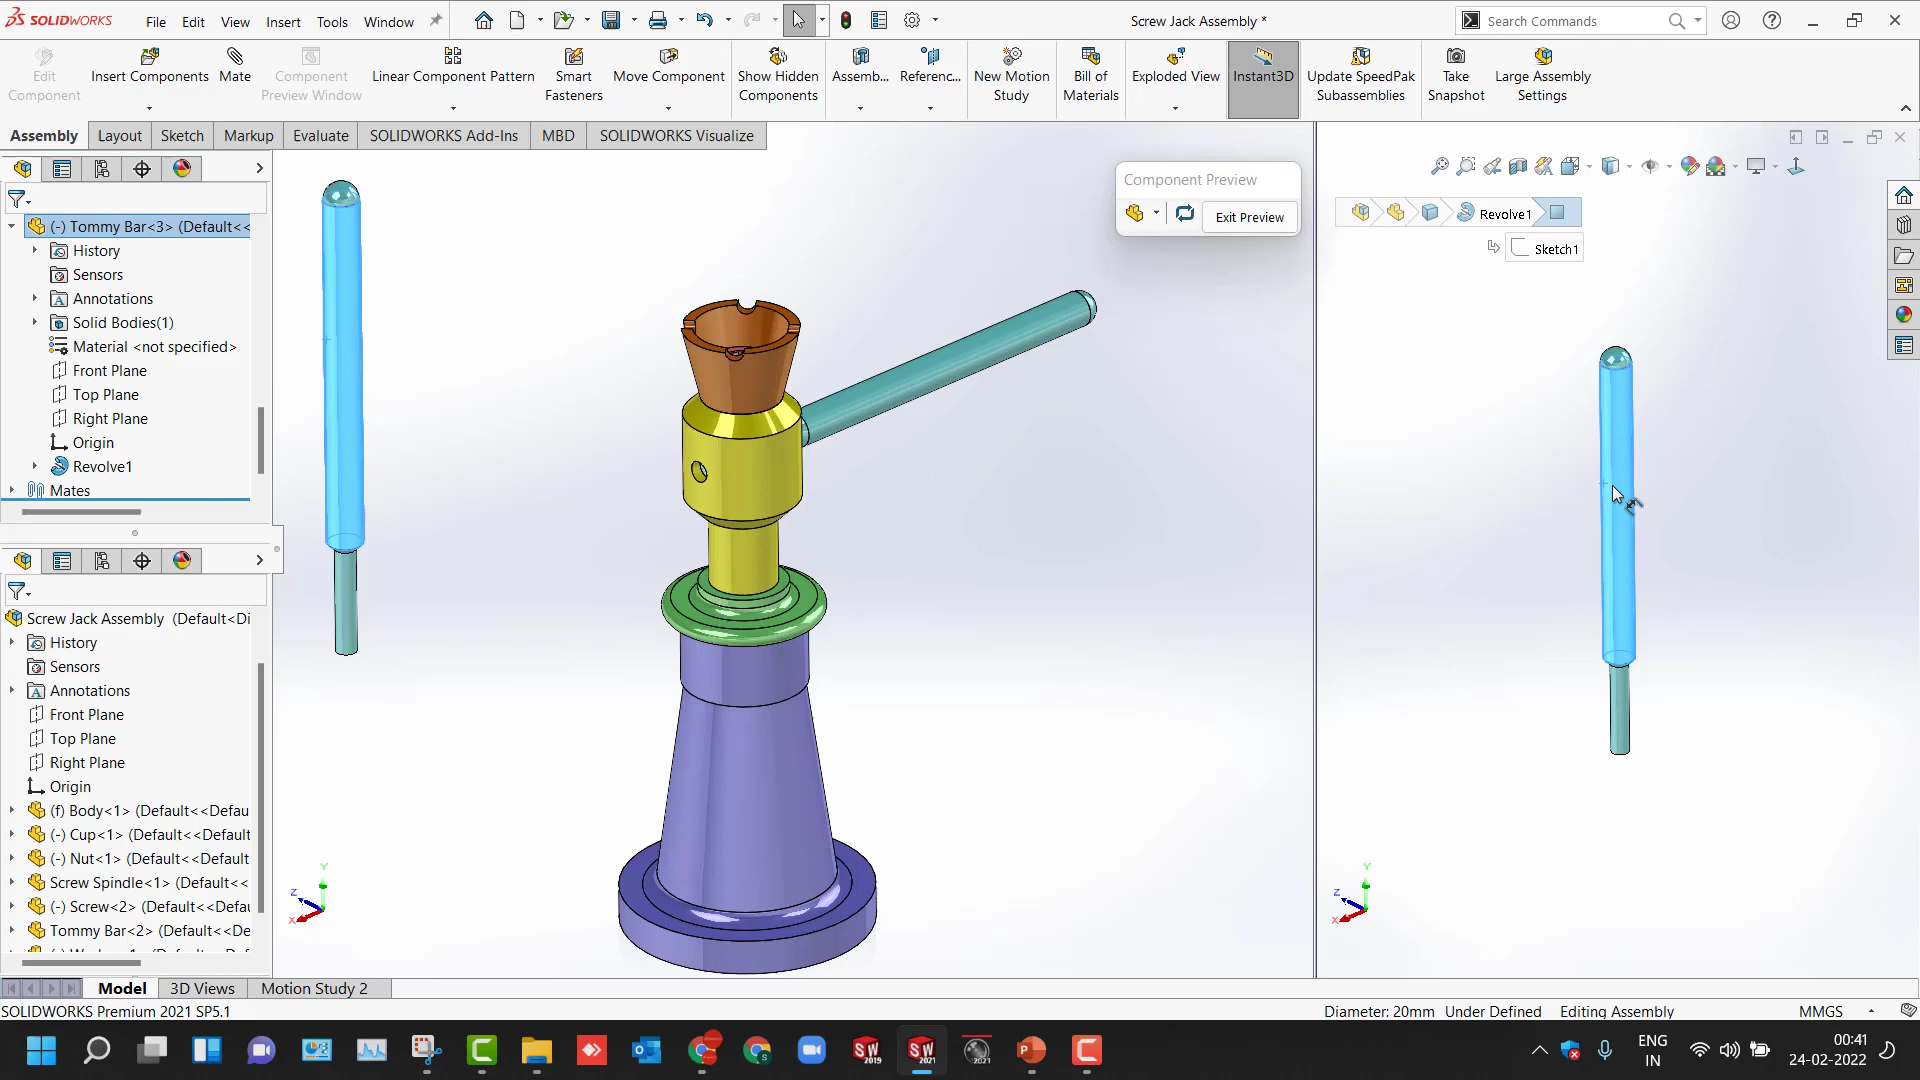 SOLIDWORKS File Edit View Insert Tools Window Screw Jack Assembly * Search Commands
Edit Component
Insert Components
Mate
Component Preview Window
Linear Component Pattern
Smart Fasteners
Move Component
Show Hidden Components
Assemb...
Referenc...
New Motion Study
Bill of Materials
Exploded View
Instant3D
Update SpeedPak Subassemblies
Take Snapshot
Large Assembly Settings
Assembly Layout Sketch Markup Evaluate SOLIDWORKS Add-Ins MBD SOLIDWORKS Visualize
(-) Tommy Bar<3> (Default<<
History
Sensors
Annotations
Solid Bodies(1)
Material <not specified>
Front Plane
Top Plane
Right Plane
Origin
Revolve1
Mates
Screw Jack Assembly (Default<Di
History
Sensors
Annotations
Front Plane
Top Plane
Right Plane
Origin
(f) Body<1> (Default<<Defau
(-) Cup<1> (Default<<Default
(-) Nut<1> (Default<<Default
Screw Spindle<1> (Default<<
(-) Screw<2> (Default<<Defau
Tommy Bar<2> (Default<<De
Component Preview
Exit Preview
Revolve1
Sketch1
Y
Z
X
Y
Z
X
Model 3D Views Motion Study 2
SOLIDWORKS Premium 2021 SP5.1 Diameter: 20mm Under Defined Editing Assembly MMGS
SW 2019
SW 2021
2021
ENG
IN
00:41
24-02-2022